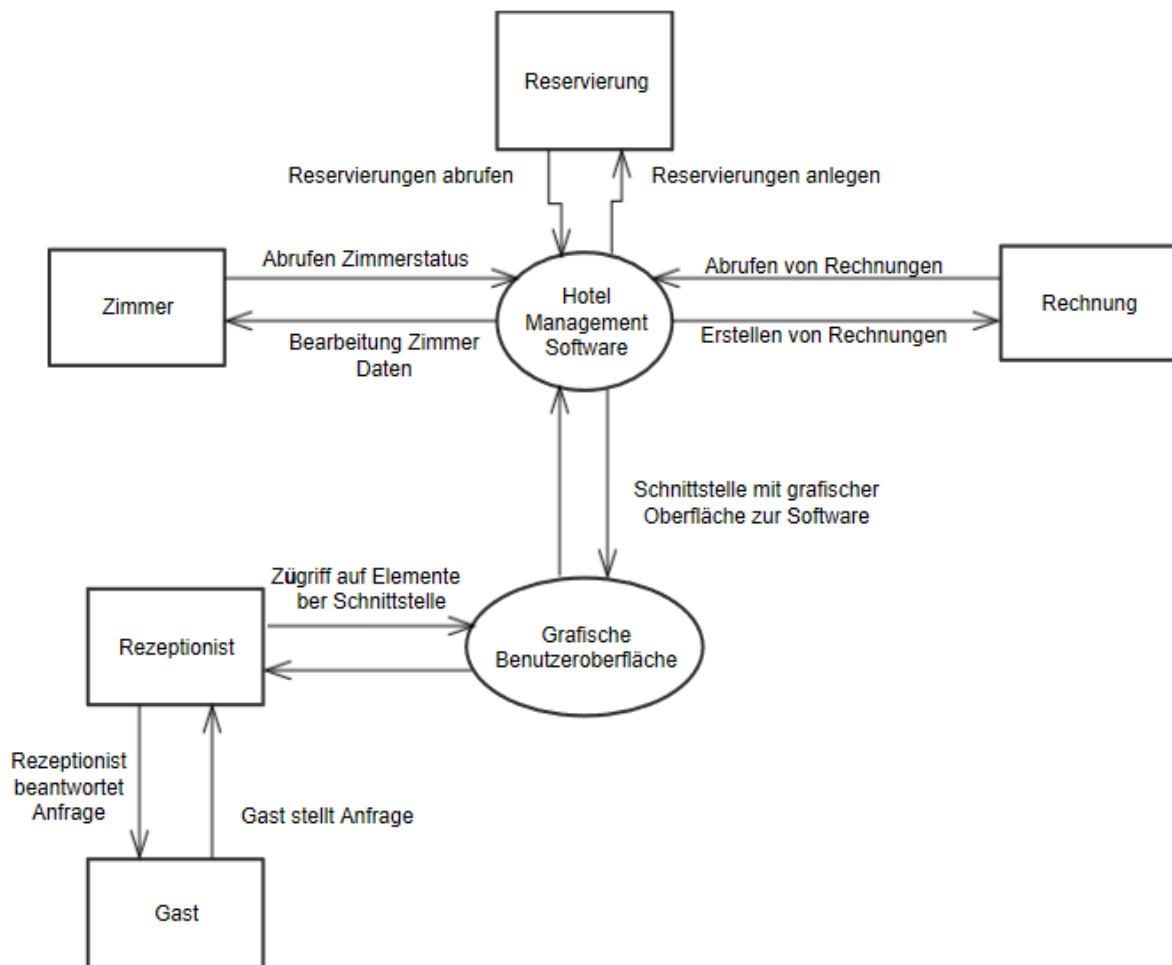 Reservierung
Reservierungen abrufen
Reservierungen anlegen
Abrufen Zimmerstatus
Abrufen von Rechnungen
Zimmer
Hotel
Management
Software
Rechnung
Bearbeitung Zimmer
Daten
Erstellen von Rechnungen
Schnittstelle mit grafischer
Oberfläche zur Software
Zügriff auf Elemente
ber Schnittstelle
Rezeptionist
Grafische
Benutzeroberfläche
Rezeptionist
beantwortet
Anfrage
Gast stellt Anfrage
Gast